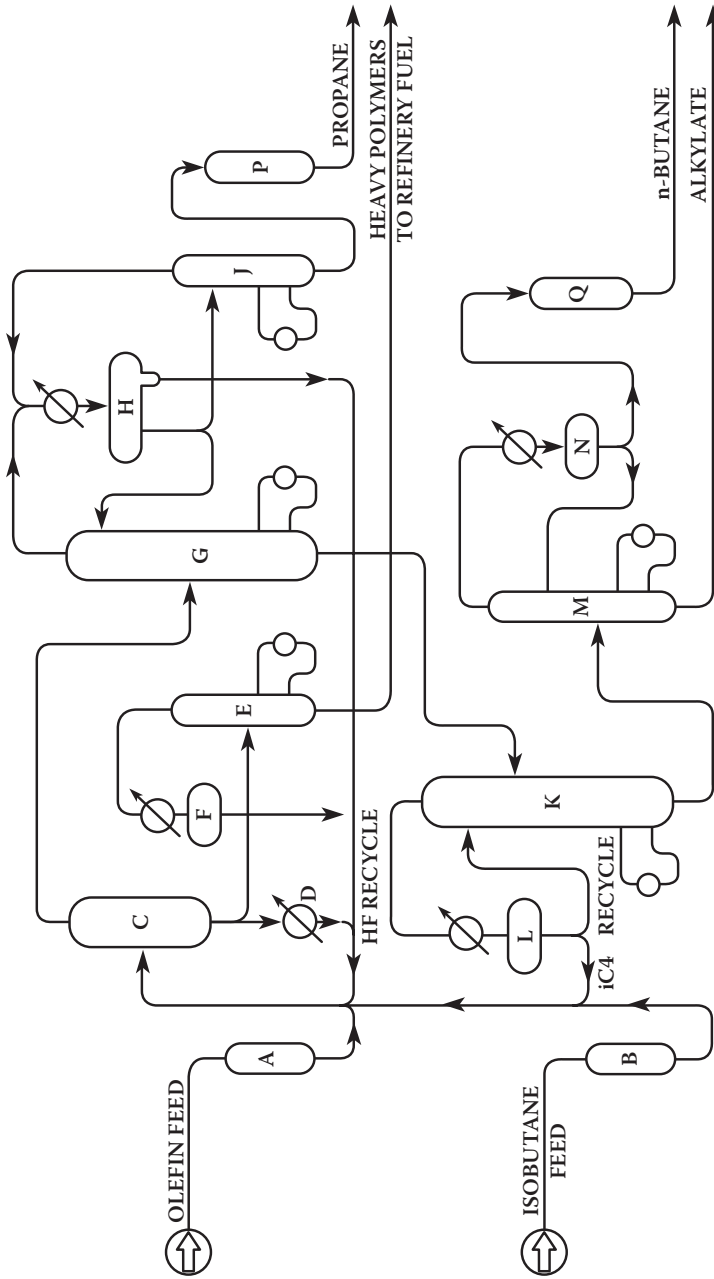 PROPANE
HEAVY POLYMERS
TO REFINERY FUEL
n-BUTANE
ALKYLATE
P
J
H
Q
G
N
M
E
F
K
C
D
HF RECYCLE
L
iC4 RECYCLE
A
B
OLEFIN FEED
ISOBUTANE
FEED